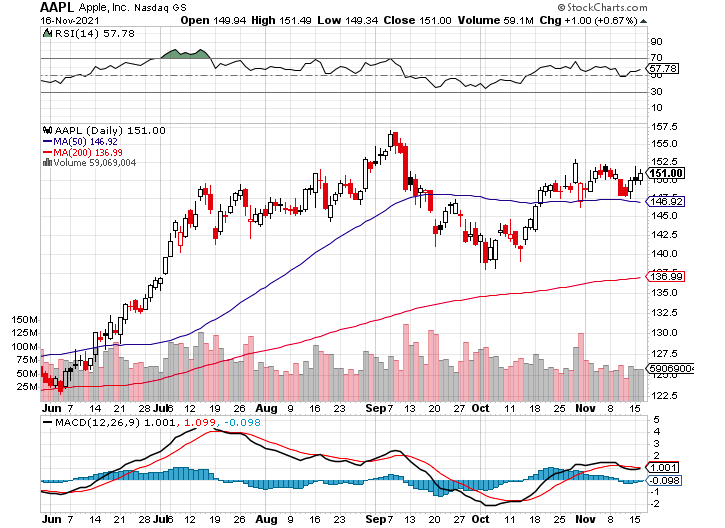 AAPL Apple, Inc. Nasdaq GS © StockCharts.com
16-Nov-2021 Open 149.94 High 151.49 Low 149.34 Close 151.00 Volume 59.1M Chg +1.00 (+0.67%)
RSI(14) 57.78
90
70
57.78
50
30
10
AAPL (Daily) 151.00
MA(50) 146.92
MA(200) 136.99
Volume 59,069,004
157.5
155.0
152.5
151.00
146.92
145.0
142.5
140.0
136.99
135.0
132.5
130.0
127.5
59069004
122.5
150M
125M
100M
75M
50M
25M
Jun 7 14 21 28 Jul 6 12 19 26 Aug 9 16 23 Sep 7 13 20 27 Oct 11 18 25 Nov 8 15
MACD(12,26,9) 1.001, 1.099, -0.098
5
4
3
2
1.001
-0.098
-1
-2
Jun 7 14 21 28 Jul 6 12 19 26 Aug 9 16 23 Sep 7 13 20 27 Oct 11 18 25 Nov 8 15